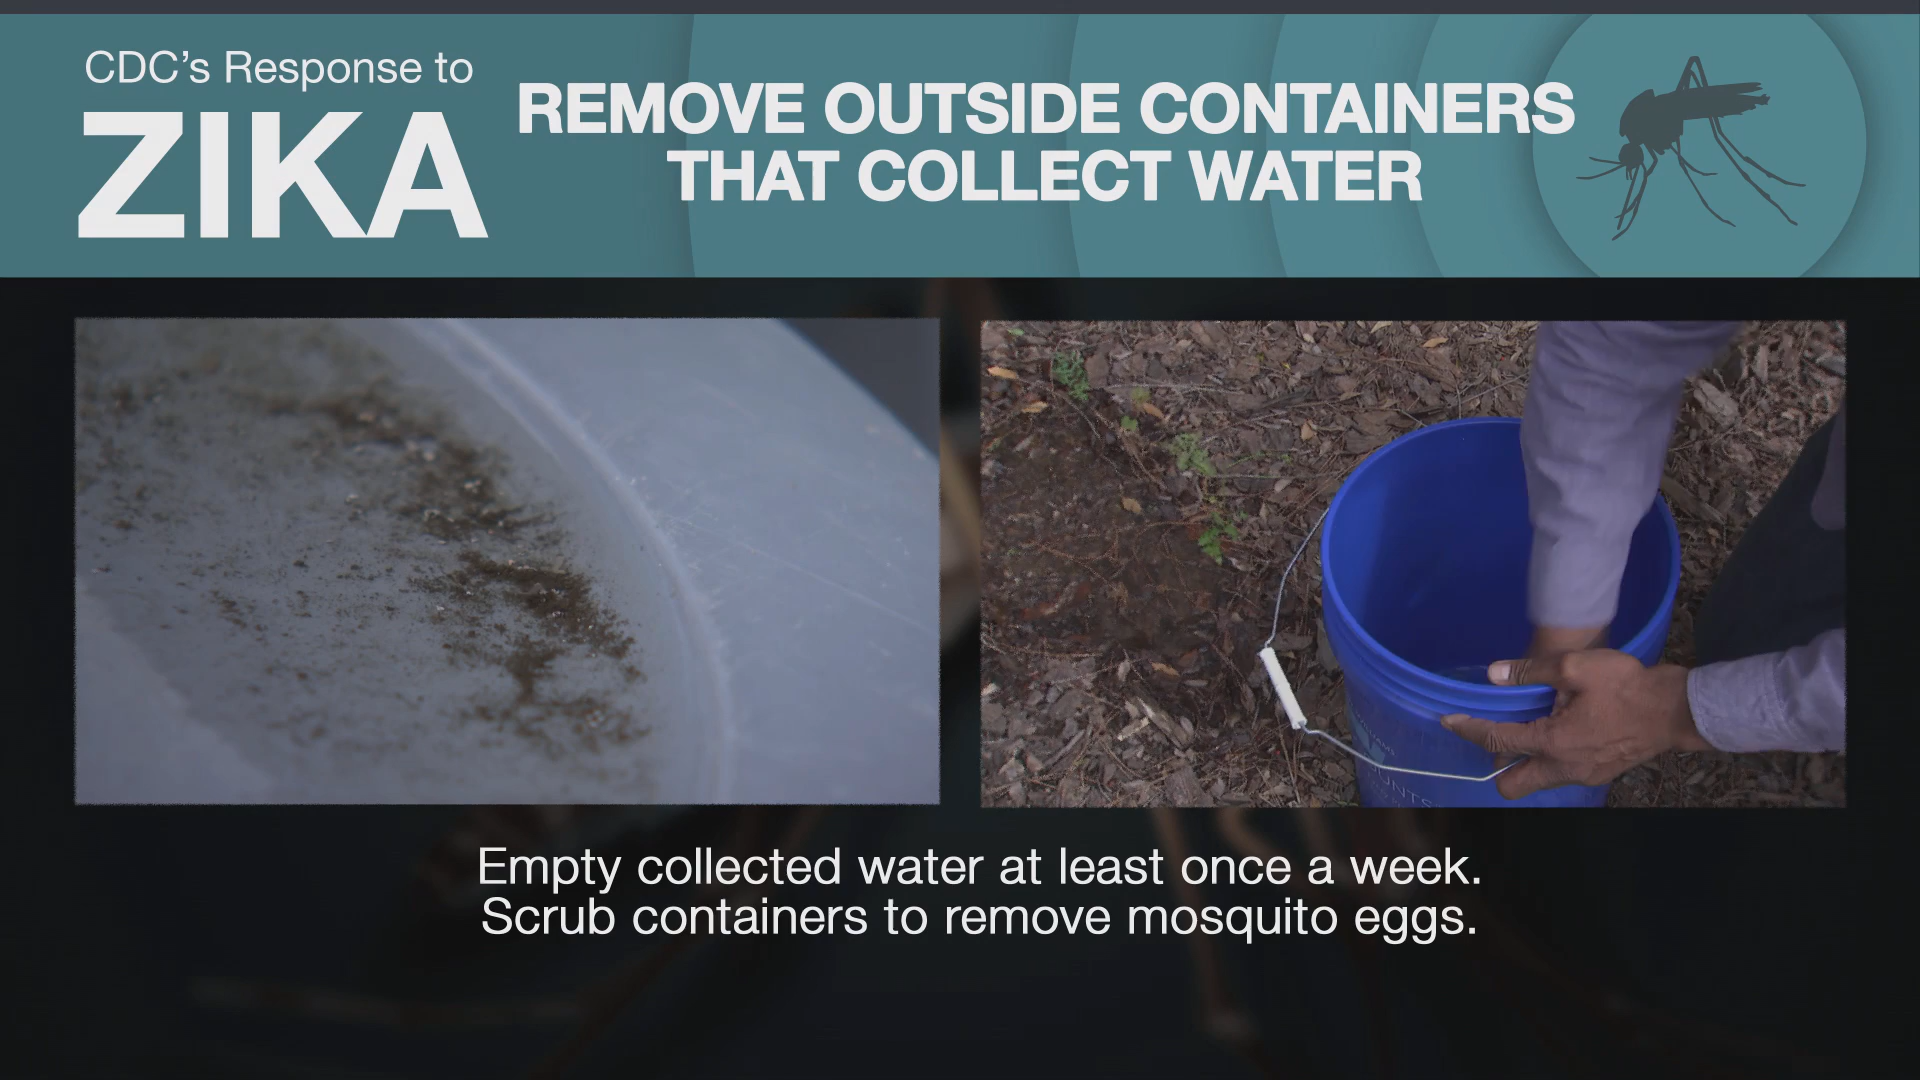 CDC’s Response to
ZIKA
REMOVE OUTSIDE CONTAINERS
THAT COLLECT WATER
Empty collected water at least once a week.
Scrub containers to remove mosquito eggs.